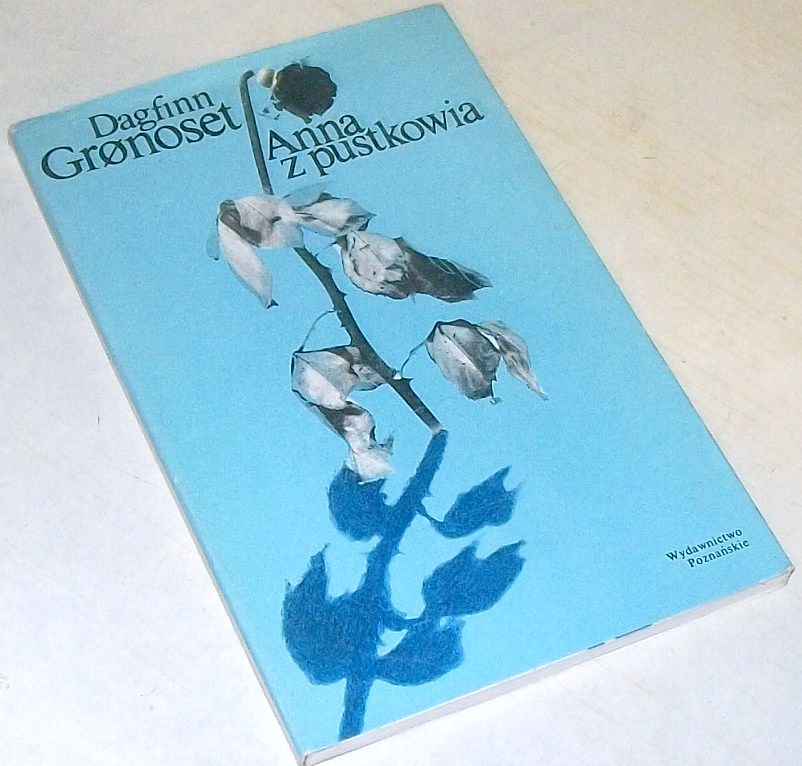 Dagfinn
Grønoset
Anna
z pustkowia
Wydawnictwo
Poznańskie